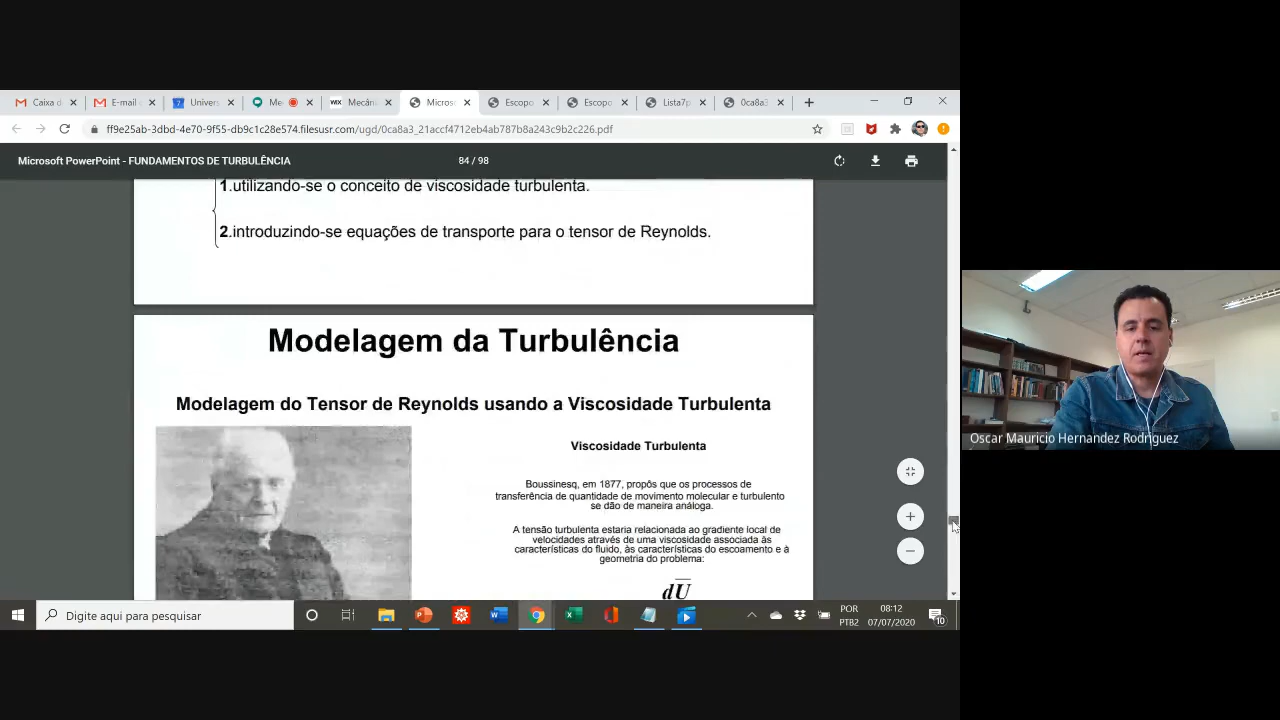 Caixa d
E-mail
Univers
Me
WIX Mecân
Micros
Escopo
Escopo
Lista7p
0ca8a3
ff9e25ab-3dbd-4e70-9f55-db9c1c28e574.filesusr.com/ugd/0ca8a3_21accf4712eb4ab787b8a243c9b2c226.pdf
Microsoft PowerPoint - FUNDAMENTOS DE TURBULÊNCIA
84 / 98
1.utilizando-se o conceito de viscosidade turbulenta.
2.introduzindo-se equações de transporte para o tensor de Reynolds.
Modelagem da Turbulência
Modelagem do Tensor de Reynolds usando a Viscosidade Turbulenta
Viscosidade Turbulenta
Boussinesq, em 1877, propôs que os processos de
transferência de quantidade de movimento molecular e turbulento
se dão de maneira análoga.
A tensão turbulenta estaria relacionada ao gradiente local de
velocidades através de uma viscosidade associada às
características do fluido, às características do escoamento e à
geometria do problema:
dU̅
Oscar Mauricio Hernandez Rodriguez
Digite aqui para pesquisar
POR
PTB2
08:12
07/07/2020
10